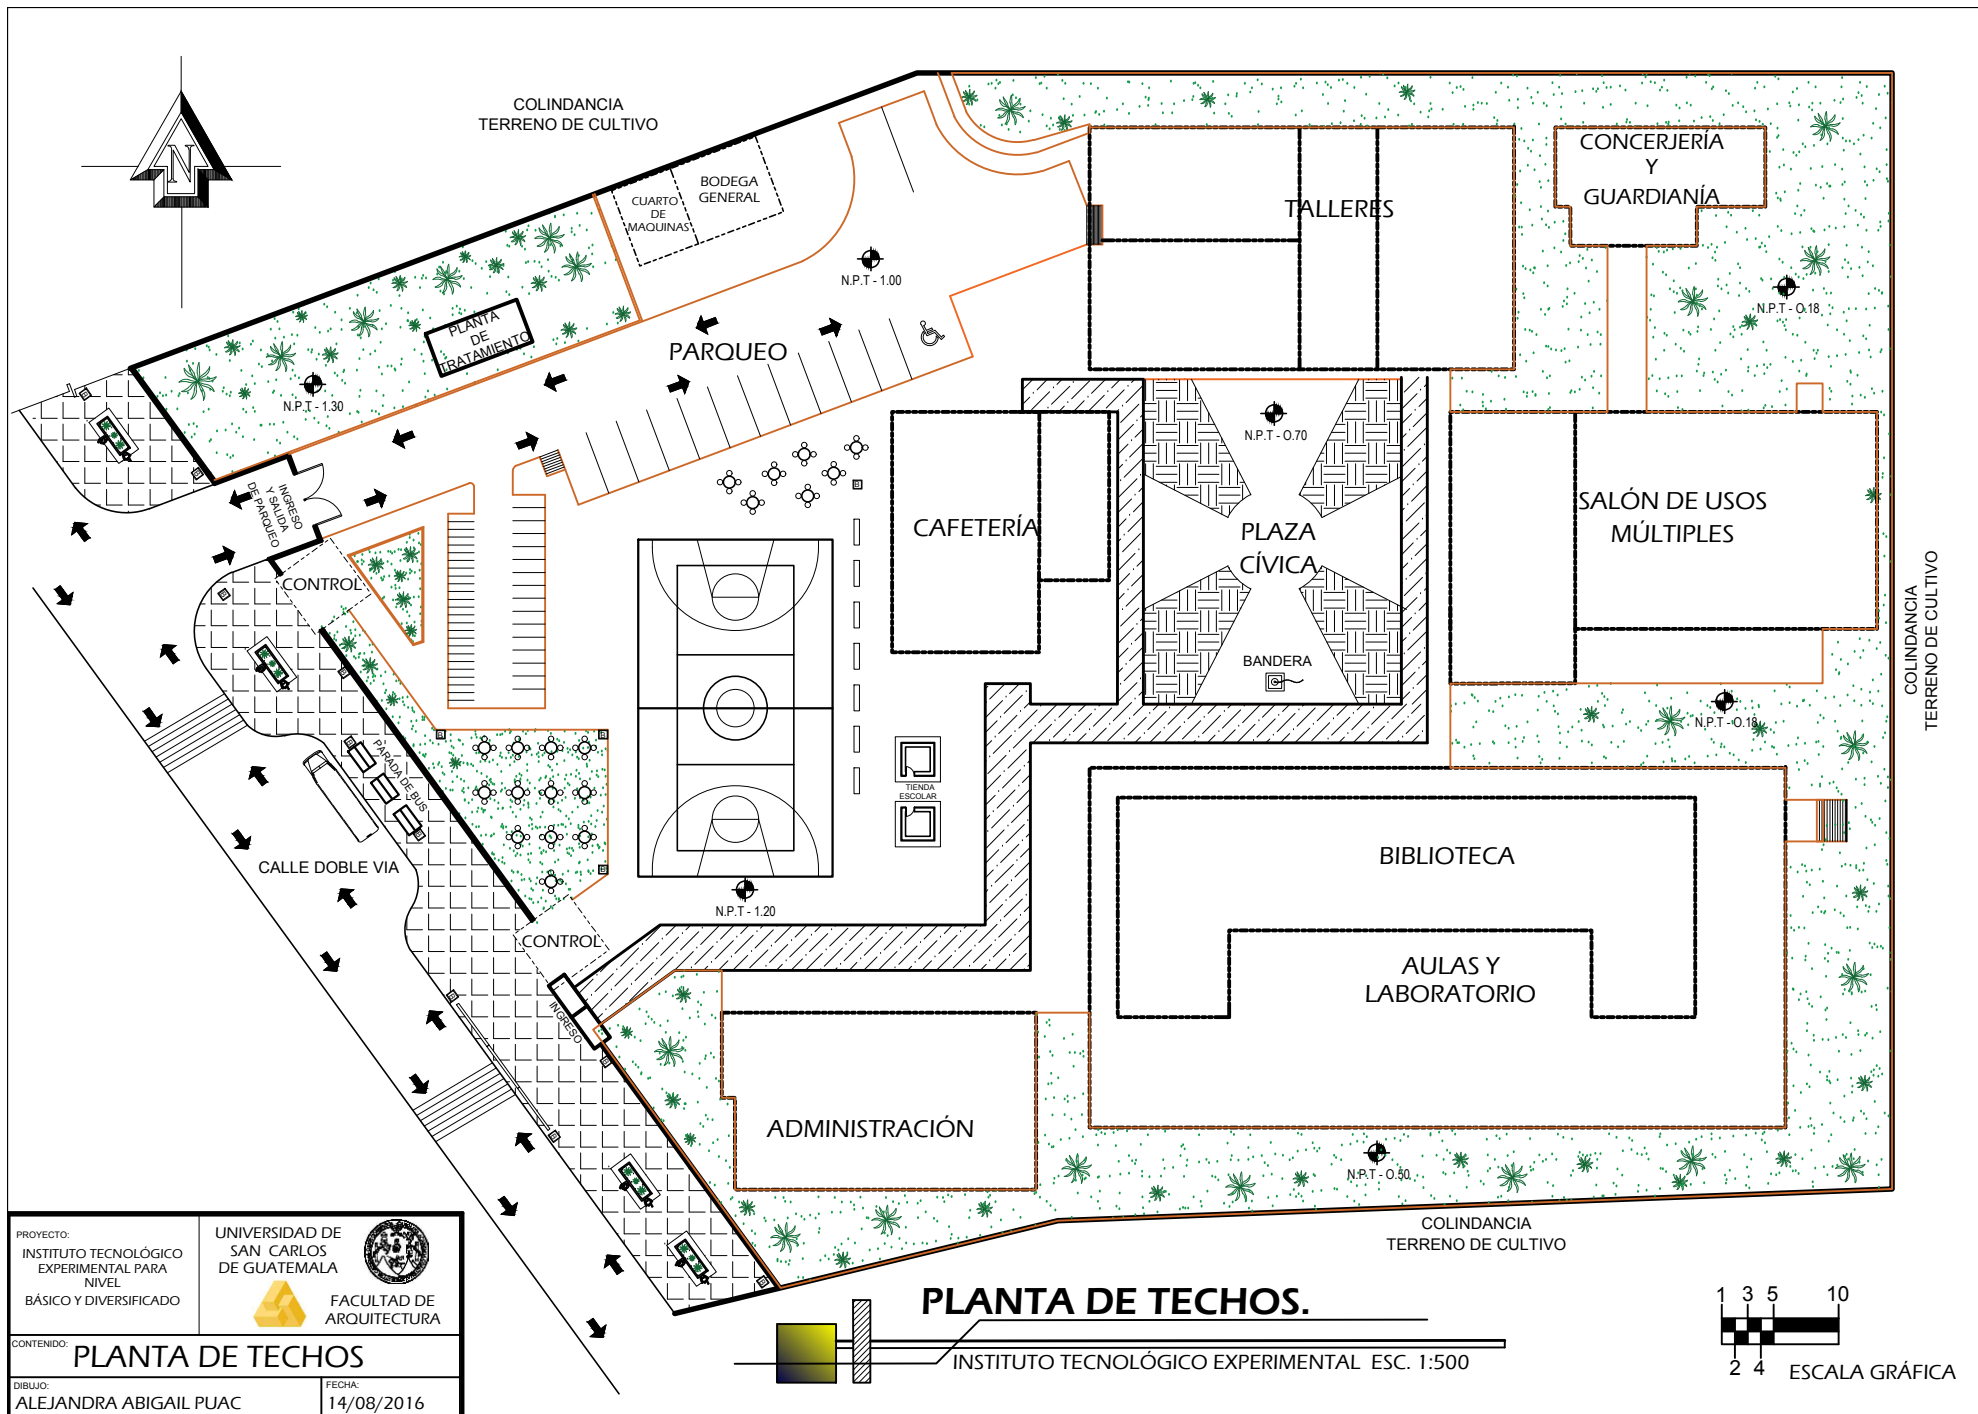 COLINDANCIA
TERRENO DE CULTIVO
N
CUARTO
DE
MAQUINAS
BODEGA
GENERAL
TALLERES
CONCERJERÍA
Y
GUARDIANÍA
N.P.T - 1.00
N.P.T - O.18
PLANTA
DE
TRATAMIENTO
PARQUEO
N.P.T - 1.30
N.P.T - O.70
INGRESO
Y SALIDA
DE PARQUEO
B
CAFETERÍA
PLAZA
CÍVICA
SALÓN DE USOS
MÚLTIPLES
CONTROL
COLINDANCIA
TERRENO DE CULTIVO
BANDERA
N.P.T - O.18
PARADA DE BUS
TIENDA
ESCOLAR
CALLE DOBLE VIA
BIBLIOTECA
N.P.T - 1.20
CONTROL
AULAS Y
LABORATORIO
INGRESO
ADMINISTRACIÓN
N.P.T - O.50
COLINDANCIA
TERRENO DE CULTIVO
PROYECTO:
INSTITUTO TECNOLÓGICO
EXPERIMENTAL PARA
NIVEL
BÁSICO Y DIVERSIFICADO
UNIVERSIDAD DE
SAN CARLOS
DE GUATEMALA
FACULTAD DE
ARQUITECTURA
CONTENIDO:
PLANTA DE TECHOS
DIBUJO:
ALEJANDRA ABIGAIL PUAC
FECHA:
14/08/2016
PLANTA DE TECHOS.
INSTITUTO TECNOLÓGICO EXPERIMENTAL ESC. 1:500
1 3 5 10
2 4
ESCALA GRÁFICA